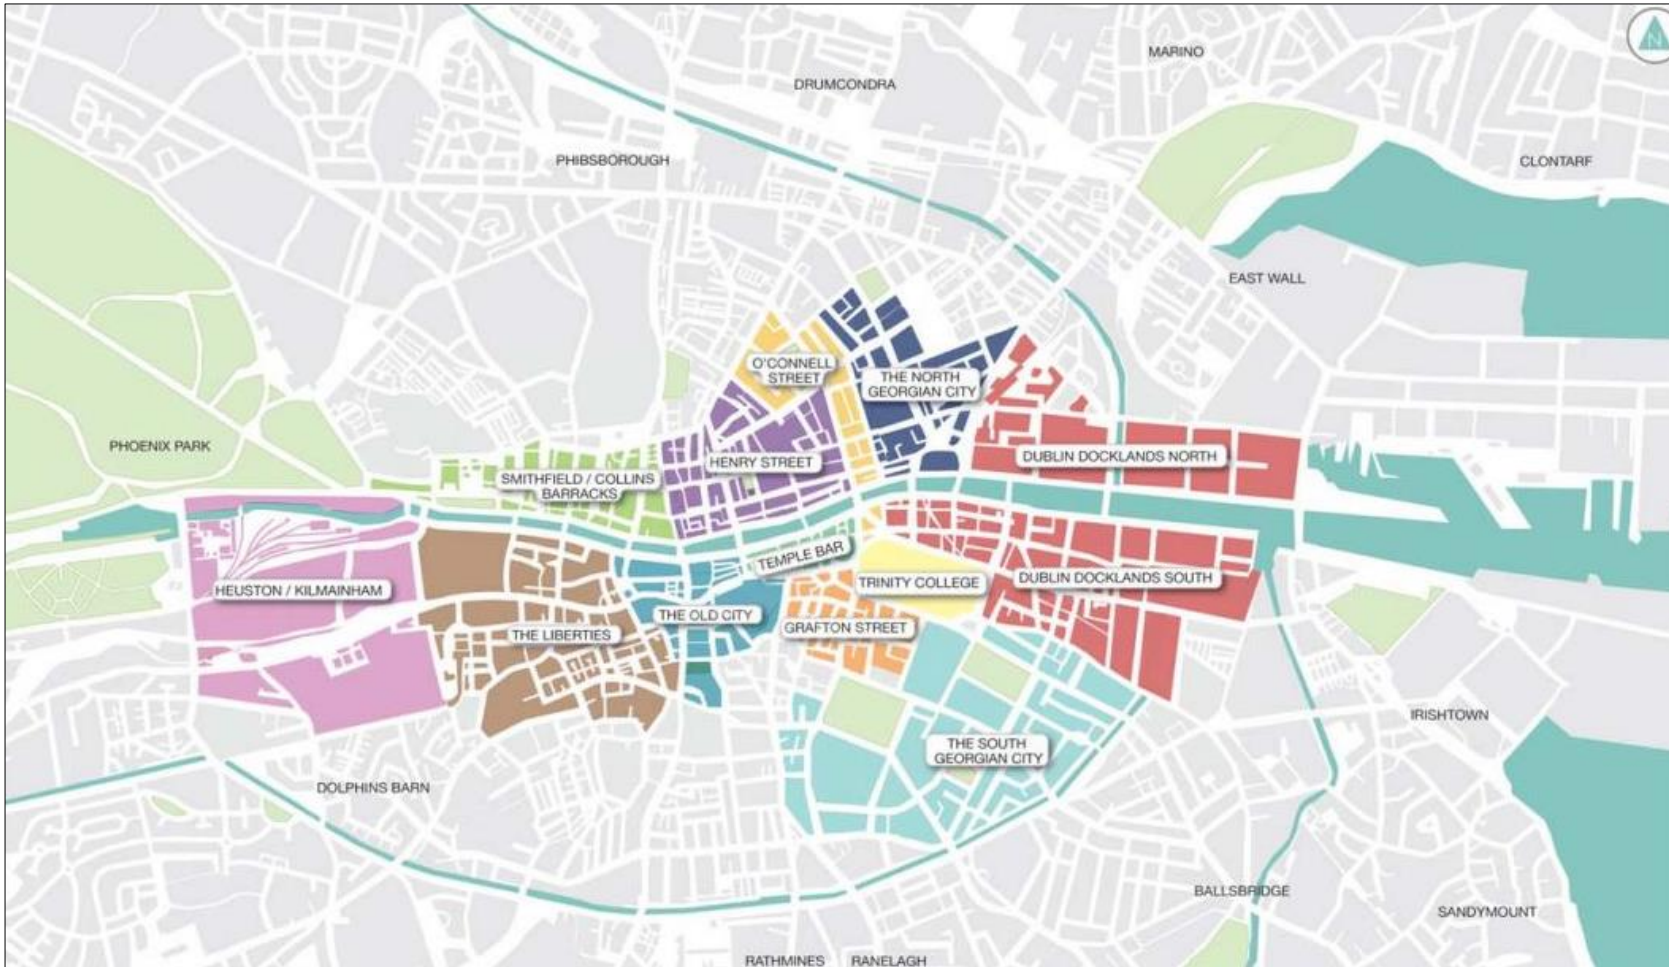 N
MARINO
DRUMCONDRA
PHIBSBOROUGH
CLONTARF
EAST WALL
O'CONNELL
STREET
THE NORTH
GEORGIAN CITY
PHOENIX PARK
HENRY STREET
DUBLIN DOCKLANDS NORTH
SMITHFIELD / COLLINS
BARRACKS
TEMPLE BAR
HEUSTON / KILMAINHAM
TRINITY COLLEGE
DUBLIN DOCKLANDS SOUTH
THE OLD CITY
THE LIBERTIES
GRAFTON STREET
IRISHTOWN
THE SOUTH
GEORGIAN CITY
DOLPHINS BARN
BALLSBRIDGE
SANDYMOUNT
RATHMINES
RANELAGH